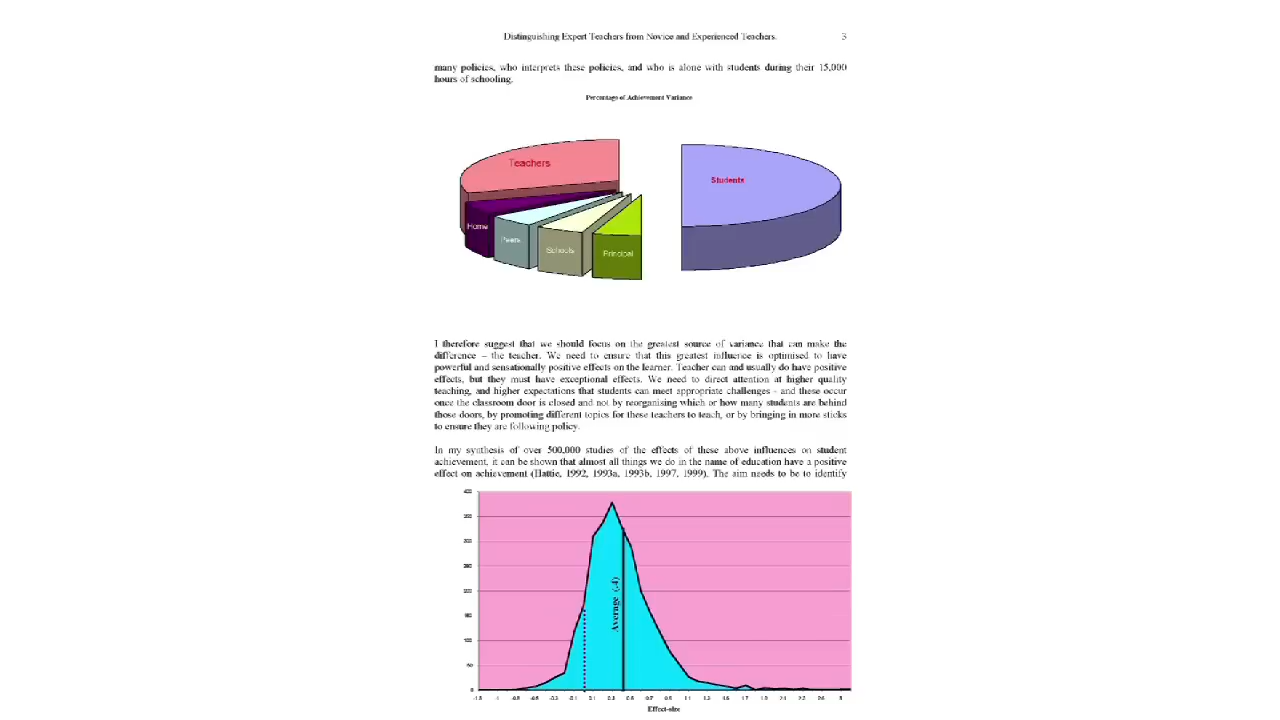 Distinguishing Expert Teachers from Novice and Experienced Teachers. 3
many policies, who interprets these policies, and who is alone with students during their 15,000
hours of schooling.
Percentage of Achievement Variance
Teachers
Students
Home
Peers
Schools
Principal
I therefore suggest that we should focus on the greatest source of variance that can make the
difference – the teacher. We need to ensure that this greatest influence is optimised to have
powerful and sensationally positive effects on the learner. Teacher can and usually do have positive
effects, but they must have exceptional effects. We need to direct attention at higher quality
teaching, and higher expectations that students can meet appropriate challenges - and these occur
once the classroom door is closed and not by reorganising which or how many students are behind
those doors, by promoting different topics for these teachers to teach, or by bringing in more sticks
to ensure they are following policy.
In my synthesis of over 500,000 studies of the effects of these above influences on student
achievement, it can be shown that almost all things we do in the name of education have a positive
effect on achievement (Hattie, 1992, 1993a, 1993b, 1997, 1999). The aim needs to be to identify
400
100
50
0
Average (.4)
Effect-size